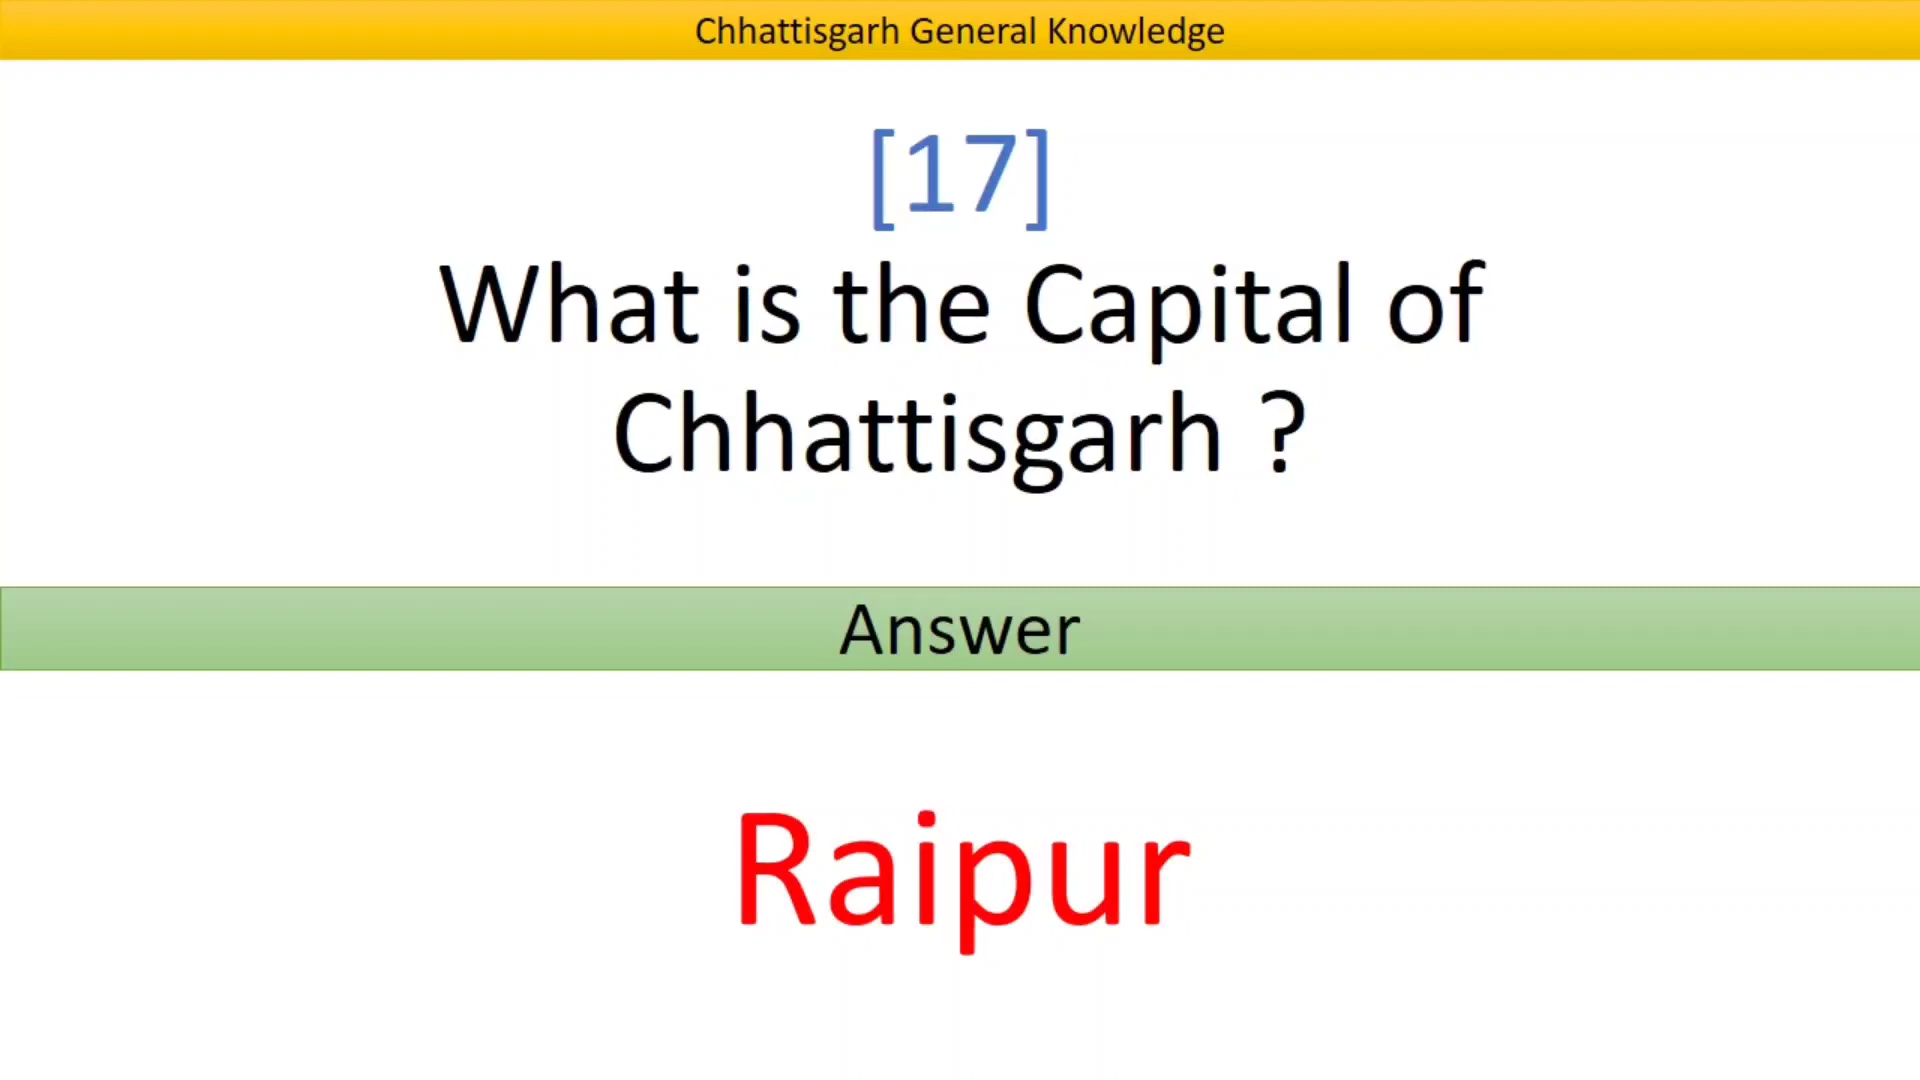 Chhattisgarh General Knowledge
[17]
What is the Capital of
Chhattisgarh ?
Answer
Raipur